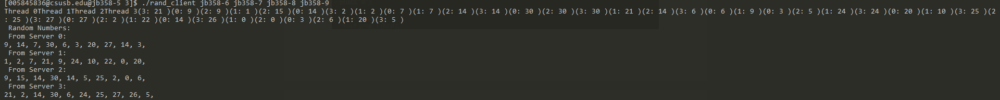 [005845836@csusb.edu@jb358-5 3]$ ./rand_client jb358-6 jb358-7 jb358-8 jb358-9
Thread 0Thread 1Thread 2Thread 3(3: 21 )(0: 9 )(2: 9 )(1: 1 )(2: 15 )(0: 14 )(3: 2 )(1: 2 )(0: 7 )(1: 7 )(2: 14 )(3: 14 )(0: 30 )(2: 30 )(3: 30 )(1: 21 )(2: 14 )(3: 6 )(0: 6 )(1: 9 )(0: 3 )(2: 5 )(1: 24 )(3: 24 )(0: 20 )(1: 10 )(3: 25 )(2
: 25 )(3: 27 )(0: 27 )(2: 2 )(1: 22 )(0: 14 )(3: 26 )(1: 0 )(2: 0 )(0: 3 )(2: 6 )(1: 20 )(3: 5 )
Random Numbers:
From Server 0:
9, 14, 7, 30, 6, 3, 20, 27, 14, 3,
From Server 1:
1, 2, 7, 21, 9, 24, 10, 22, 0, 20,
From Server 2:
9, 15, 14, 30, 14, 5, 25, 2, 0, 6,
From Server 3:
21, 2, 14, 30, 6, 24, 25, 27, 26, 5,